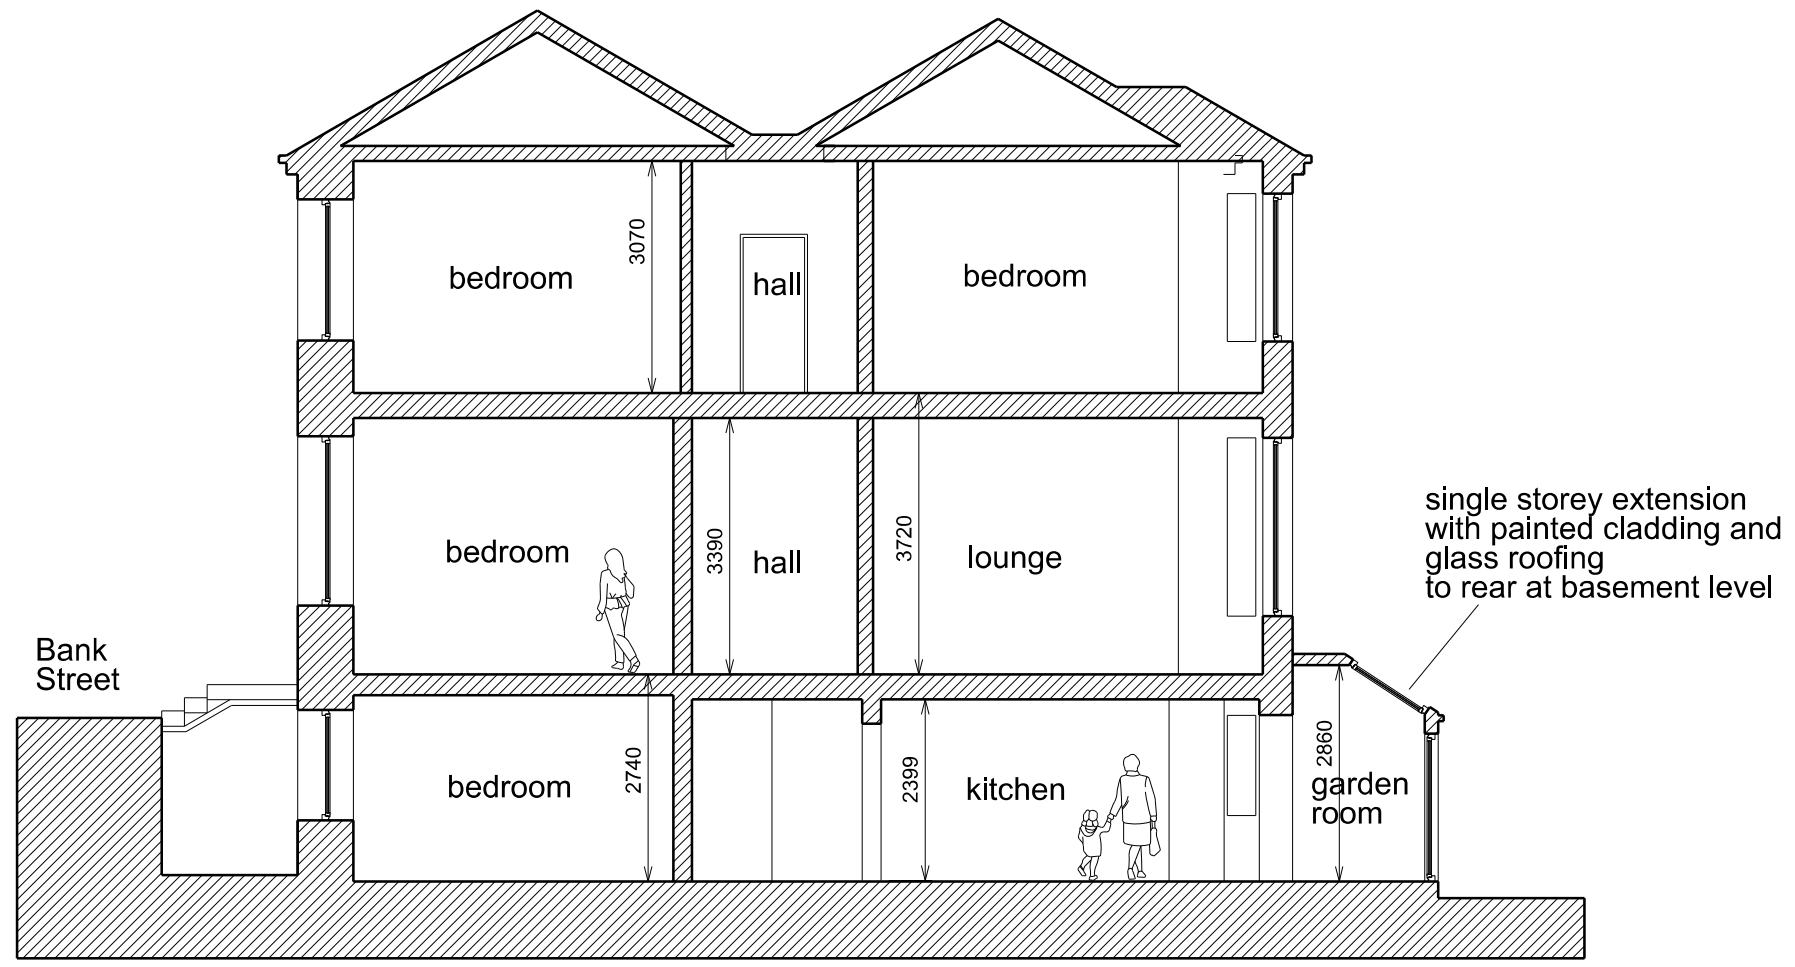 3070
bedroom
hall
bedroom
3390
3720
bedroom
hall
lounge
single storey extension
with painted cladding and
glass roofing
to rear at basement level
Bank
Street
2740
bedroom
2399
kitchen
2860
garden
room